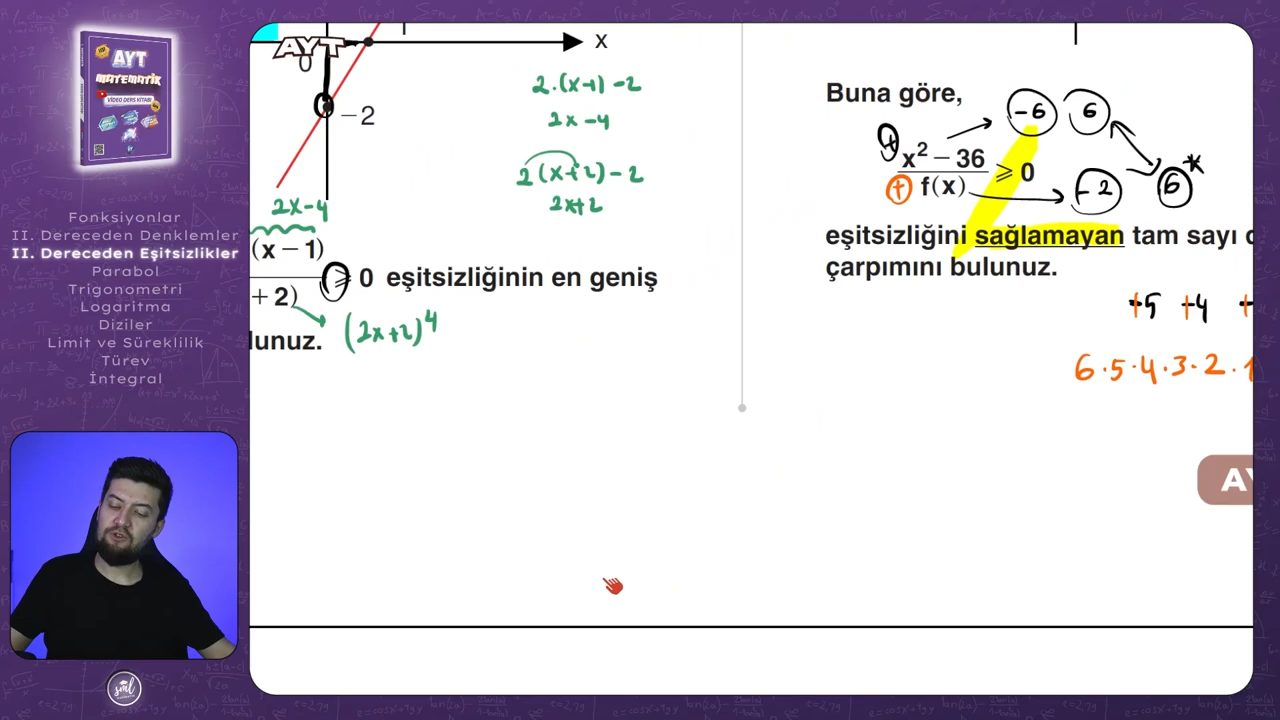 AYT
MATEMATİK
VİDEO DERS KİTABI
Fonksiyonlar
II. Dereceden Denklemler
II. Dereceden Eşitsizlikler
Parabol
Trigonometri
Logaritma
Diziler
Limit ve Süreklilik
Türev
İntegral
sml
AYT
x
0
−2
2.(x-1)-2
2x-4
2(x+2)-2
2x+2
2x-4
(x − 1)
+ 2)
⩾ 0 eşitsizliğinin en geniş
lunuz.
(2x+2)^4
Buna göre,
-6 6
+
x² − 36
⩾ 0
+ f(x)
-2 6*
eşitsizliğini sağlamayan tam sayı
çarpımını bulunuz.
+5 +4 +
6.5.4.3.2.1
AY